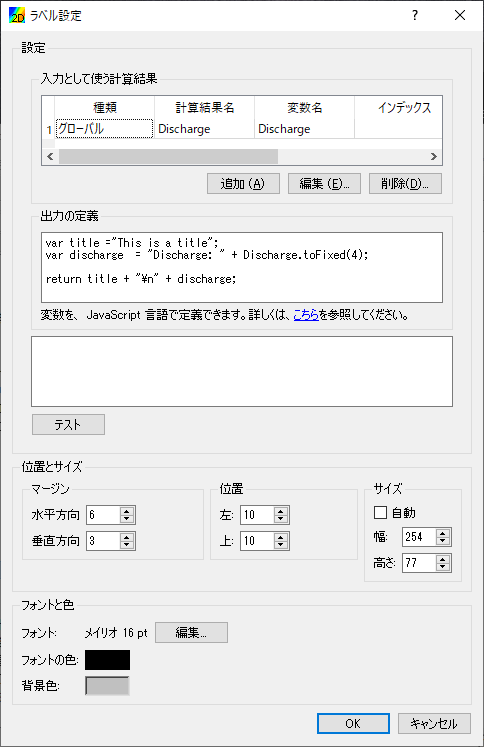 2D ラベル設定
設定
入力として使う計算結果
種類 計算結果名 変数名 インデックス
1 グローバル Discharge Discharge
追加 (A) 編集 (E)... 削除(D)...
出力の定義
var title ="This is a title";
var discharge  = "Discharge: " + Discharge.toFixed(4);
return title + "¥n" + discharge;
変数を、 JavaScript 言語で定義できます。詳しくは、こちらを参照してください。
テスト
位置とサイズ
マージン 位置 サイズ
水平方向 6 左: 10 自動
垂直方向 3 上: 10 幅: 254
高さ: 77
フォントと色
フォント: メイリオ 16 pt 編集...
フォントの色:
背景色:
OK キャンセル